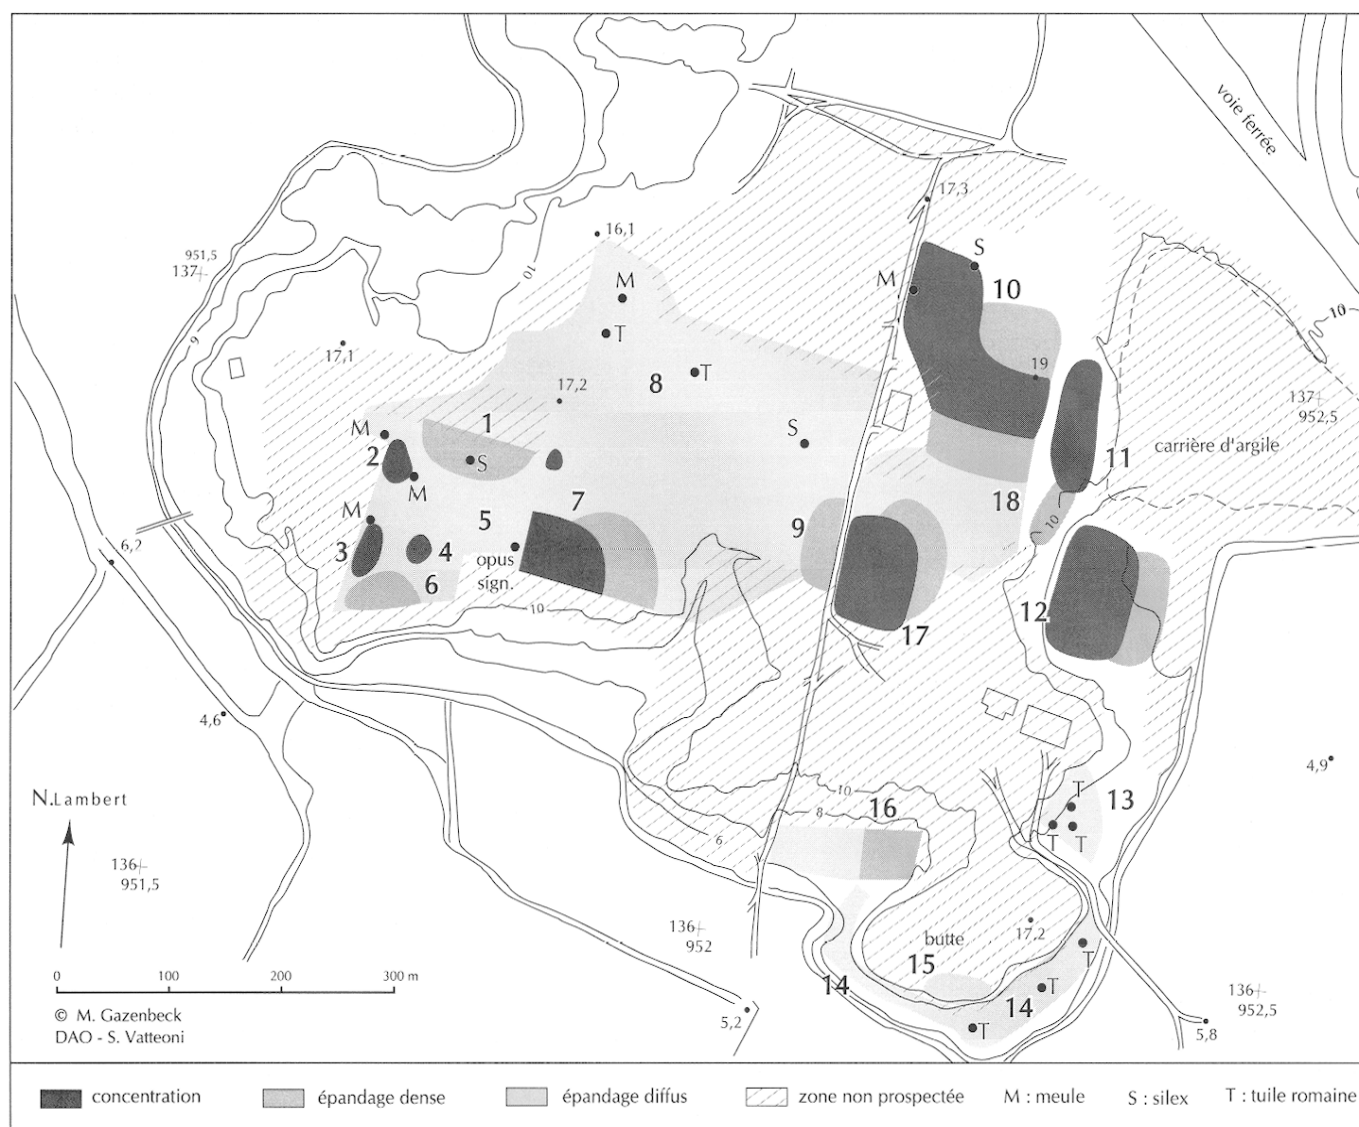 voie ferrée
17,3
16,1
951,5
137
10
S
M
M
10
10
T
17,1
19
8
T
17,2
137
952,5
1
M
S
carrière d'argile
2
S
11
M
7
18
M
5
9
10
3
4
opus
sign.
6,2
6
12
10
17
4,6
4,9
N.Lambert
10
T
13
16
8
T
T
6
136
951,5
136
952
butte
17,2
T
15
14
T
14
136
952,5
0
100
200
300 m
T
5,2
5,8
© M. Gazenbeck
DAO - S. Vatteoni
6
concentration
épandage dense
épandage diffus
zone non prospectée
M : meule
S : silex
T : tuile romaine